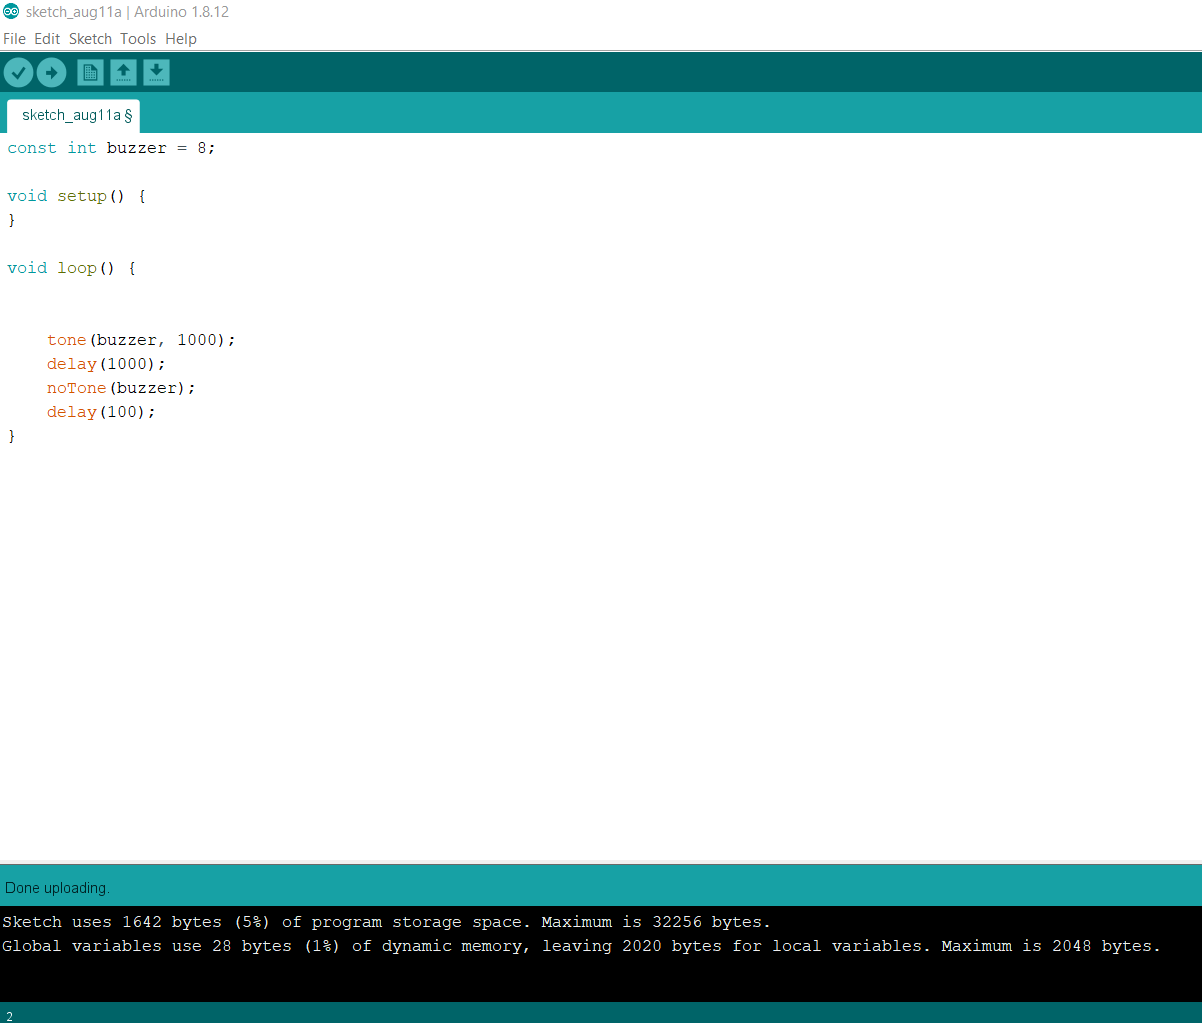 sketch_aug11a | Arduino 1.8.12
File Edit Sketch Tools Help
sketch_aug11a §
const int buzzer = 8;
void setup() {
}
void loop() {
tone(buzzer, 1000);
delay(1000);
noTone(buzzer);
delay(100);
}
Done uploading.
Sketch uses 1642 bytes (5%) of program storage space. Maximum is 32256 bytes.
Global variables use 28 bytes (1%) of dynamic memory, leaving 2020 bytes for local variables. Maximum is 2048 bytes.
2